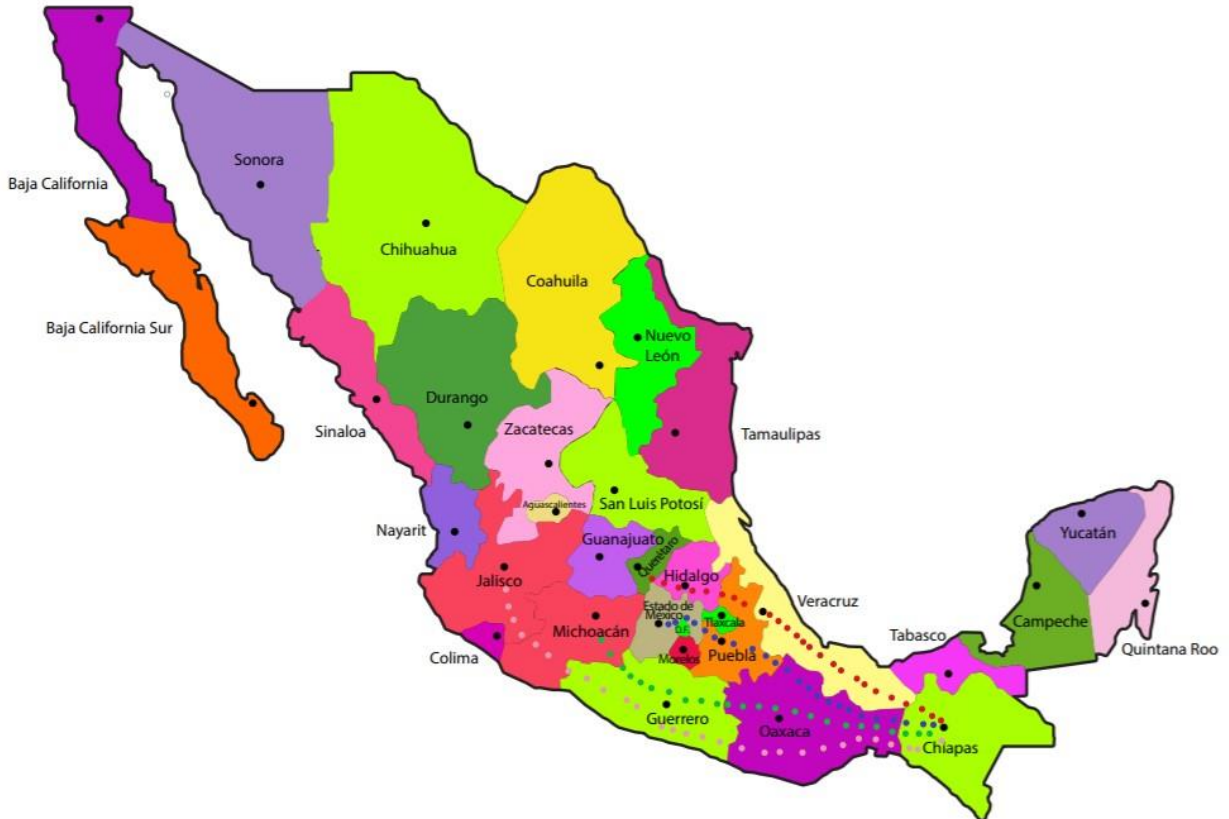 Sonora
Baja California
Chihuahua
Coahuila
Baja California Sur
Nuevo
León
Durango
Sinaloa
Zacatecas
Tamaulipas
Aguascalientes
San Luis Potosí
Nayarit
Guanajuato
Querétaro
Yucatán
Jalisco
Hidalgo
Estado de
México
Veracruz
D.F.
Tlaxcala
Michoacán
Campeche
Tabasco
Colima
Morelos
Puebla
Quintana Roo
Guerrero
Oaxaca
Chiapas